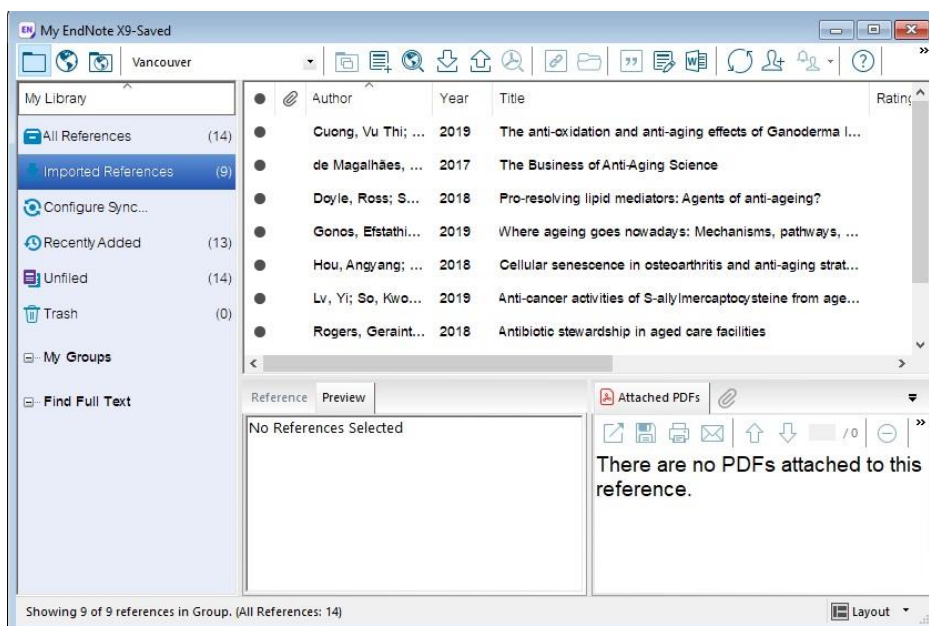 EN My EndNote X9-Saved
Vancouver
My Library
All References (14)
Imported References (9)
Configure Sync...
Recently Added (13)
Unfiled (14)
Trash (0)
My Groups
Find Full Text
Author Year Title Rating
Cuong, Vu Thi; ... 2019 The anti-oxidation and anti-aging effects of Ganoderma l...
de Magalhães, ... 2017 The Business of Anti-Aging Science
Doyle, Ross; S... 2018 Pro-resolving lipid mediators: Agents of anti-ageing?
Gonos, Efstathi... 2019 Where ageing goes nowadays: Mechanisms, pathways, ...
Hou, Angyang; ... 2018 Cellular senescence in osteoarthritis and anti-aging strat...
Lv, Yi; So, Kwo... 2019 Anti-cancer activities of S-allylmercaptocysteine from age...
Rogers, Geraint... 2018 Antibiotic stewardship in aged care facilities
Reference Preview
No References Selected
Attached PDFs
/ 0
There are no PDFs attached to this
reference.
Showing 9 of 9 references in Group. (All References: 14)
Layout